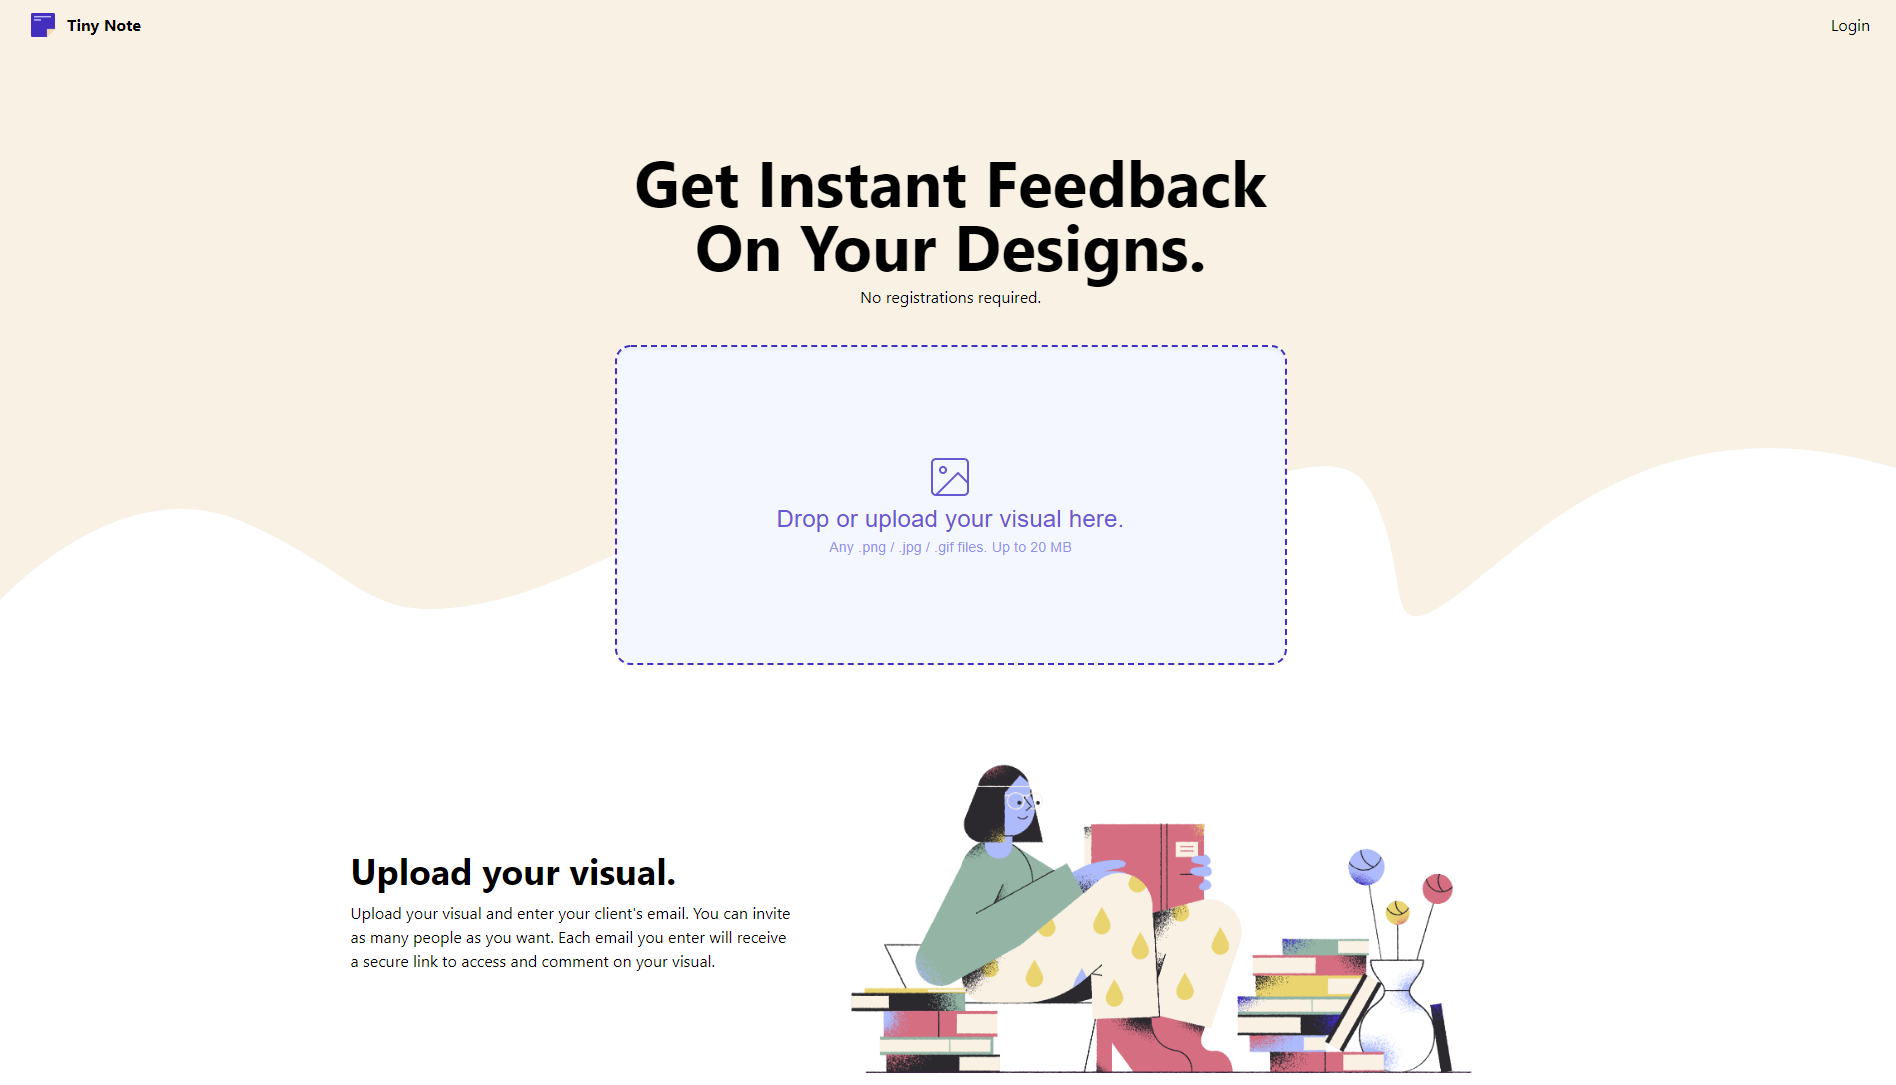 Tiny Note
Login
Get Instant Feedback
On Your Designs.
No registrations required.
Drop or upload your visual here.
Any .png / .jpg / .gif files. Up to 20 MB
Upload your visual.
Upload your visual and enter your client's email. You can invite
as many people as you want. Each email you enter will receive
a secure link to access and comment on your visual.